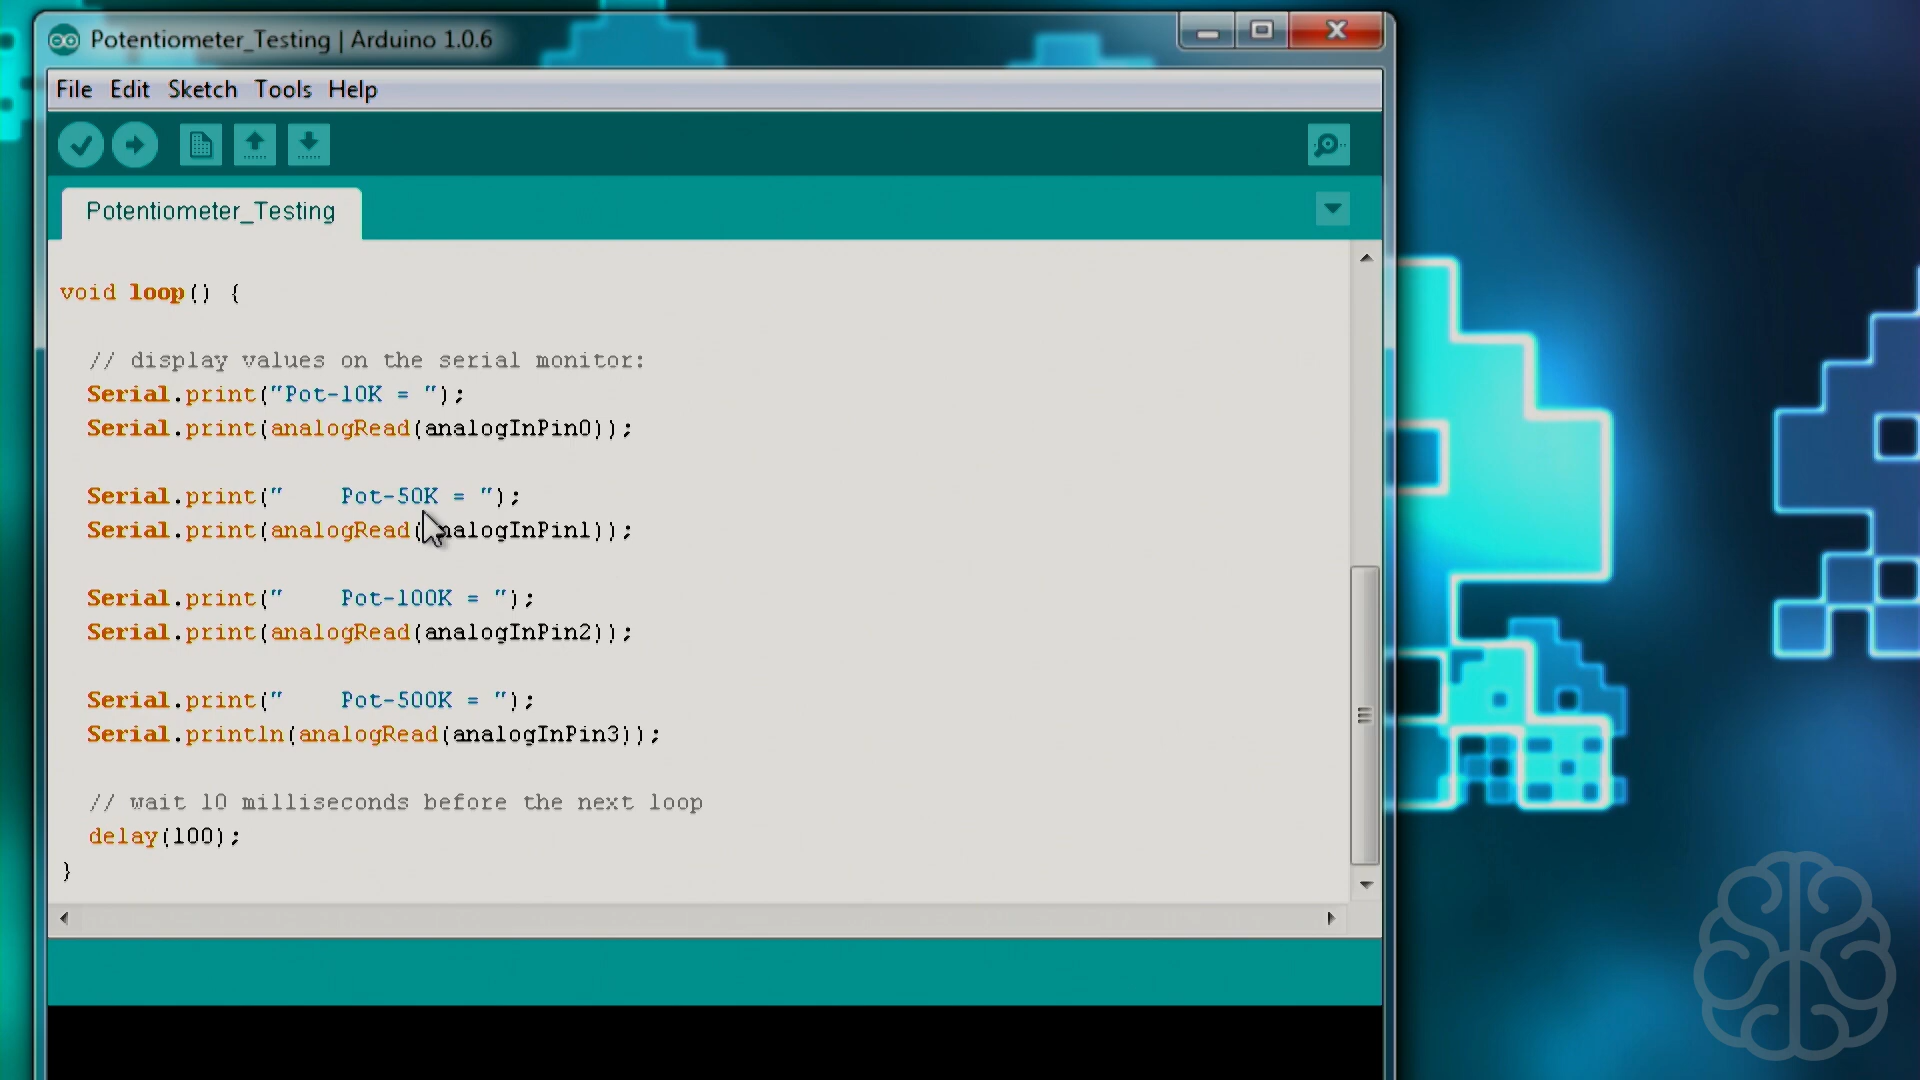 Potentiometer_Testing | Arduino 1.0.6
File Edit Sketch Tools Help
Potentiometer_Testing
void loop() {
// display values on the serial monitor:
Serial.print("Pot-10K = ");
Serial.print(analogRead(analogInPin0));
Serial.print("    Pot-50K = ");
Serial.print(analogRead(analogInPin1));
Serial.print("    Pot-100K = ");
Serial.print(analogRead(analogInPin2));
Serial.print("    Pot-500K = ");
Serial.println(analogRead(analogInPin3));
// wait 10 milliseconds before the next loop
delay(100);
}